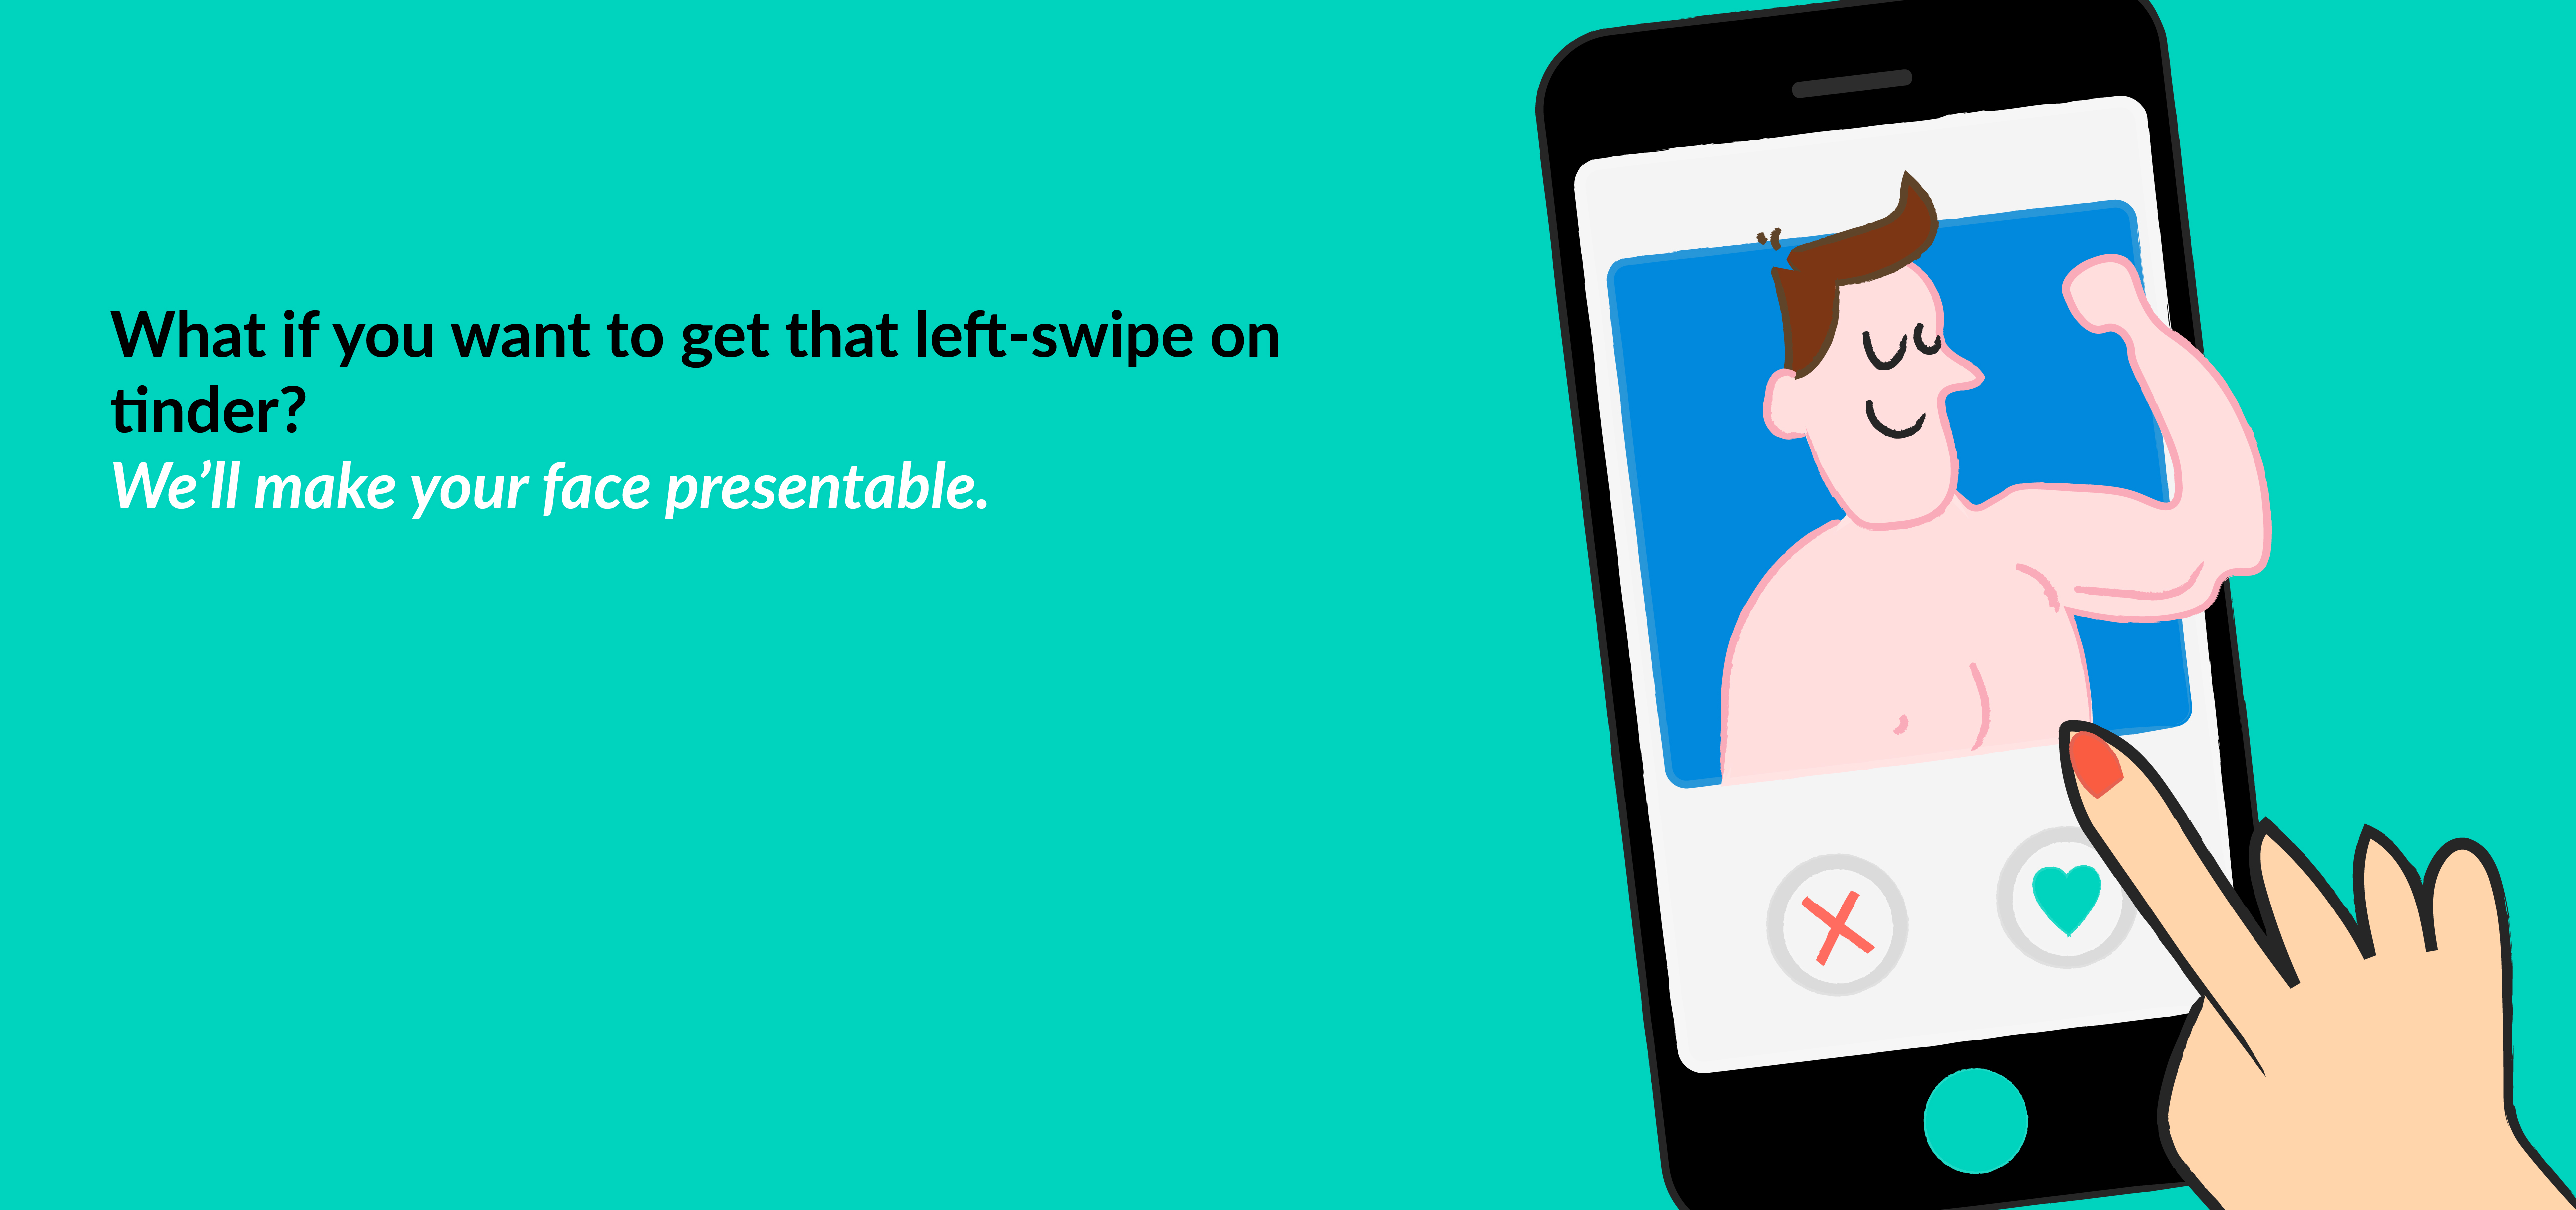 What if you want to get that left-swipe on
tinder?
We’ll make your face presentable.